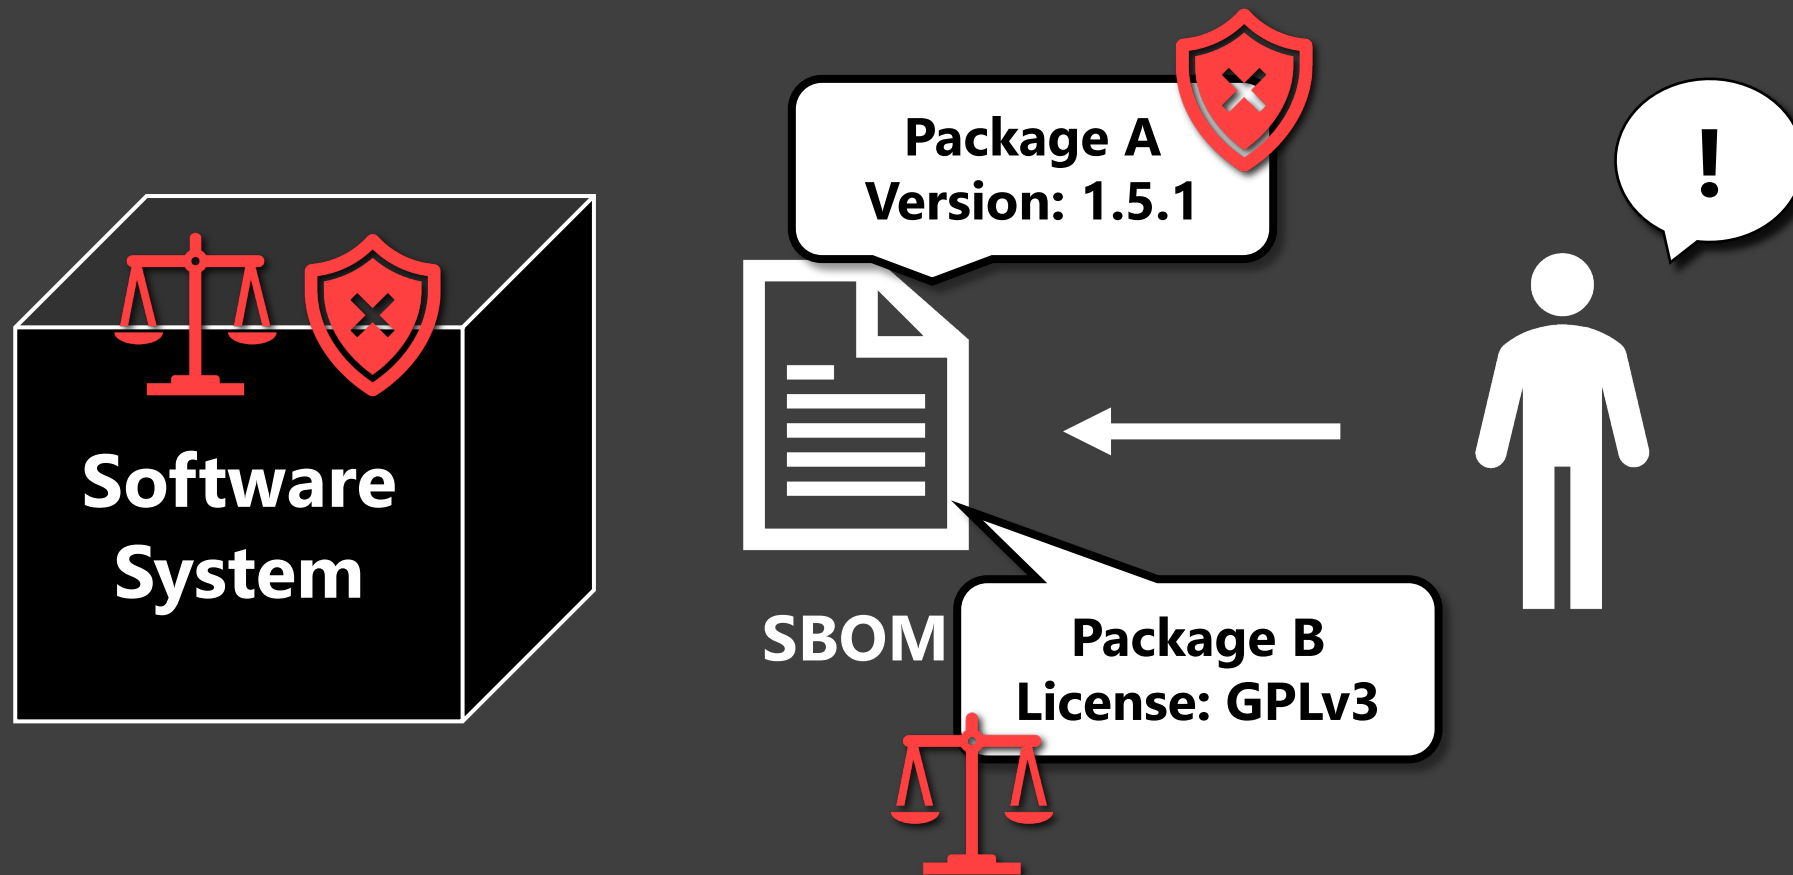 Software
System
Package A
Version: 1.5.1
SBOM
Package B
License: GPLv3
!